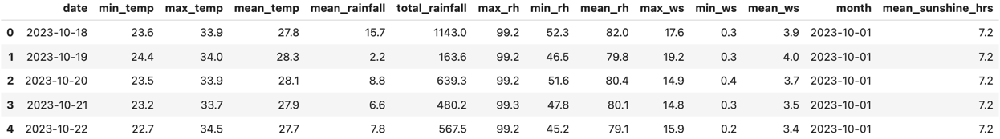 date min_temp max_temp mean_temp mean_rainfall total_rainfall max_rh min_rh mean_rh max_ws min_ws mean_ws month mean_sunshine_hrs
0 2023-10-18 23.6 33.9 27.8 15.7 1143.0 99.2 52.3 82.0 17.6 0.3 3.9 2023-10-01 7.2
1 2023-10-19 24.4 34.0 28.3 2.2 163.6 99.2 46.5 79.8 19.2 0.3 4.0 2023-10-01 7.2
2 2023-10-20 23.5 33.9 28.1 8.8 639.3 99.2 51.6 80.4 14.9 0.4 3.7 2023-10-01 7.2
3 2023-10-21 23.2 33.7 27.9 6.6 480.2 99.3 47.8 80.1 14.8 0.3 3.5 2023-10-01 7.2
4 2023-10-22 22.7 34.5 27.7 7.8 567.5 99.2 45.2 79.1 15.9 0.2 3.4 2023-10-01 7.2